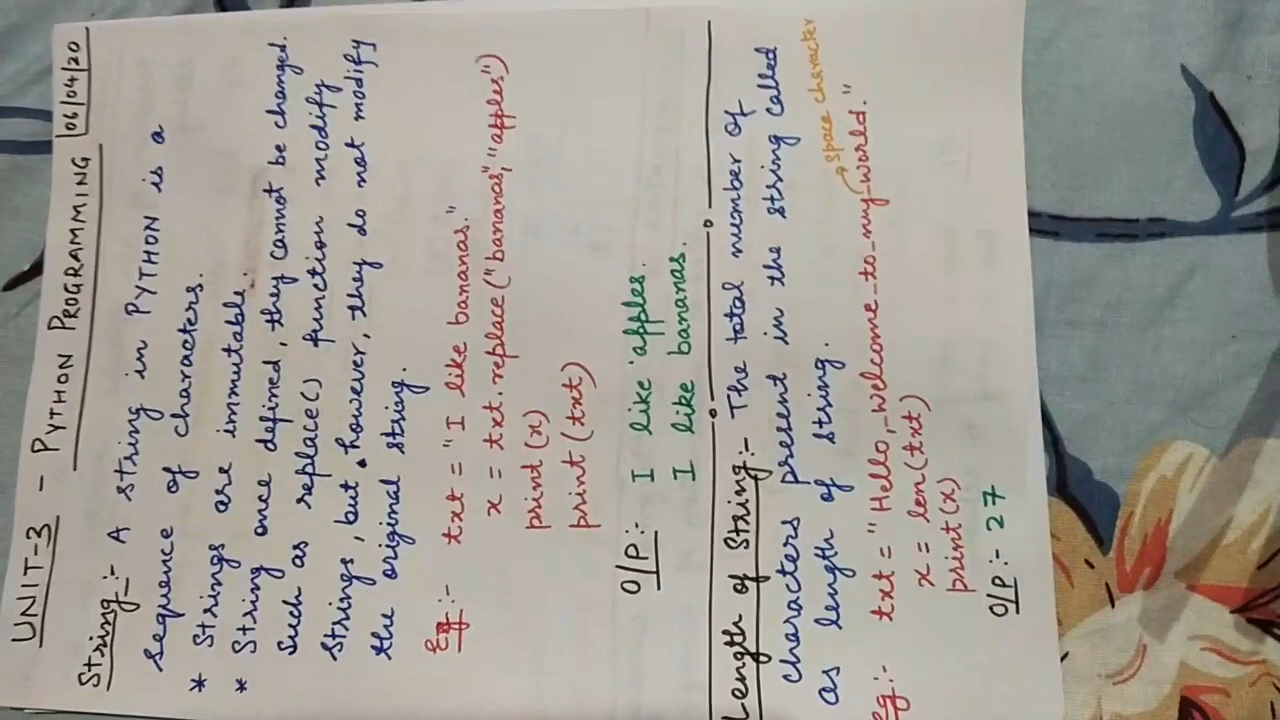 UNIT-3 - PYTHON PROGRAMMING 06/04/20
String :- A string in PYTHON is a
sequence of characters.
* Strings are immutable.
* String once defined, they cannot be changed.
Such as replace() function modify
strings, but however, they do not modify
the original string.
Eg:- txt = "I like bananas."
x = txt.replace("bananas","apples")
print(x)
print(txt)
O/P:- I like apples.
I like bananas.
Length of String:- The total number of
characters present in the string called
as length of string.
space character
Eg:- txt = "Hello,_welcome_to_my_world."
x = len(txt)
print(x)
O/P:- 27